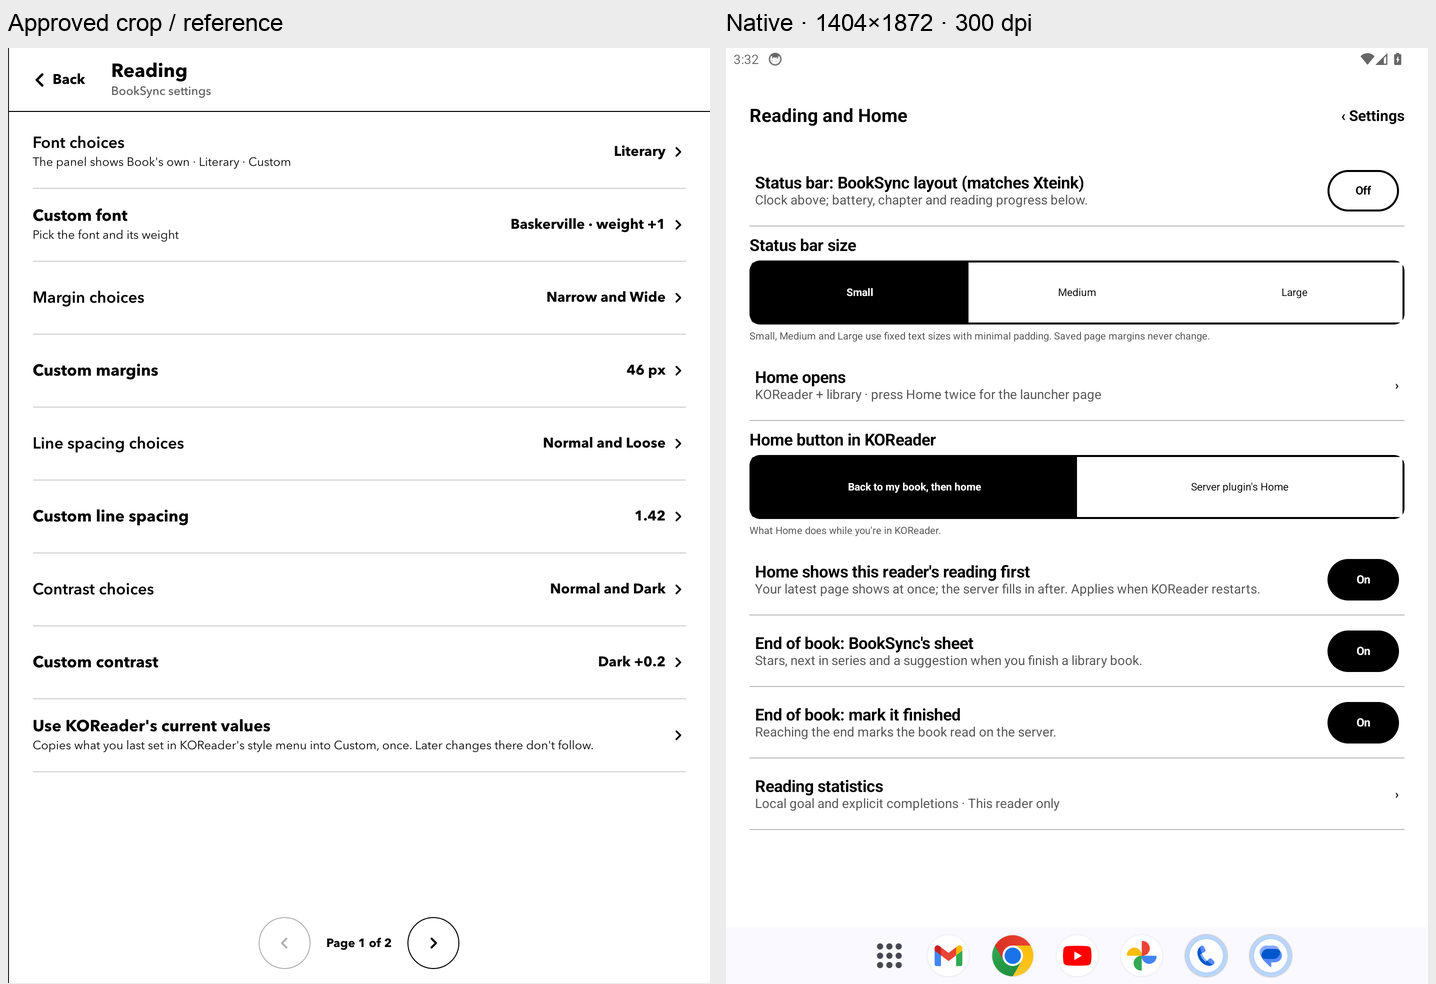 Approved crop / reference
Back
Reading
BookSync settings
Font choices
The panel shows Book's own · Literary · Custom
Literary
Custom font
Pick the font and its weight
Baskerville · weight +1
Margin choices
Narrow and Wide
Custom margins
46 px
Line spacing choices
Normal and Loose
Custom line spacing
1.42
Contrast choices
Normal and Dark
Custom contrast
Dark +0.2
Use KOReader's current values
Copies what you last set in KOReader's style menu into Custom, once. Later changes there don't follow.
Page 1 of 2
Native · 1404×1872 · 300 dpi
3:32
Reading and Home
‹ Settings
Status bar: BookSync layout (matches Xteink)
Clock above; battery, chapter and reading progress below.
Off
Status bar size
Small
Medium
Large
Small, Medium and Large use fixed text sizes with minimal padding. Saved page margins never change.
Home opens
KOReader + library · press Home twice for the launcher page
›
Home button in KOReader
Back to my book, then home
Server plugin's Home
What Home does while you're in KOReader.
Home shows this reader's reading first
Your latest page shows at once; the server fills in after. Applies when KOReader restarts.
On
End of book: BookSync's sheet
Stars, next in series and a suggestion when you finish a library book.
On
End of book: mark it finished
Reaching the end marks the book read on the server.
On
Reading statistics
Local goal and explicit completions · This reader only
›